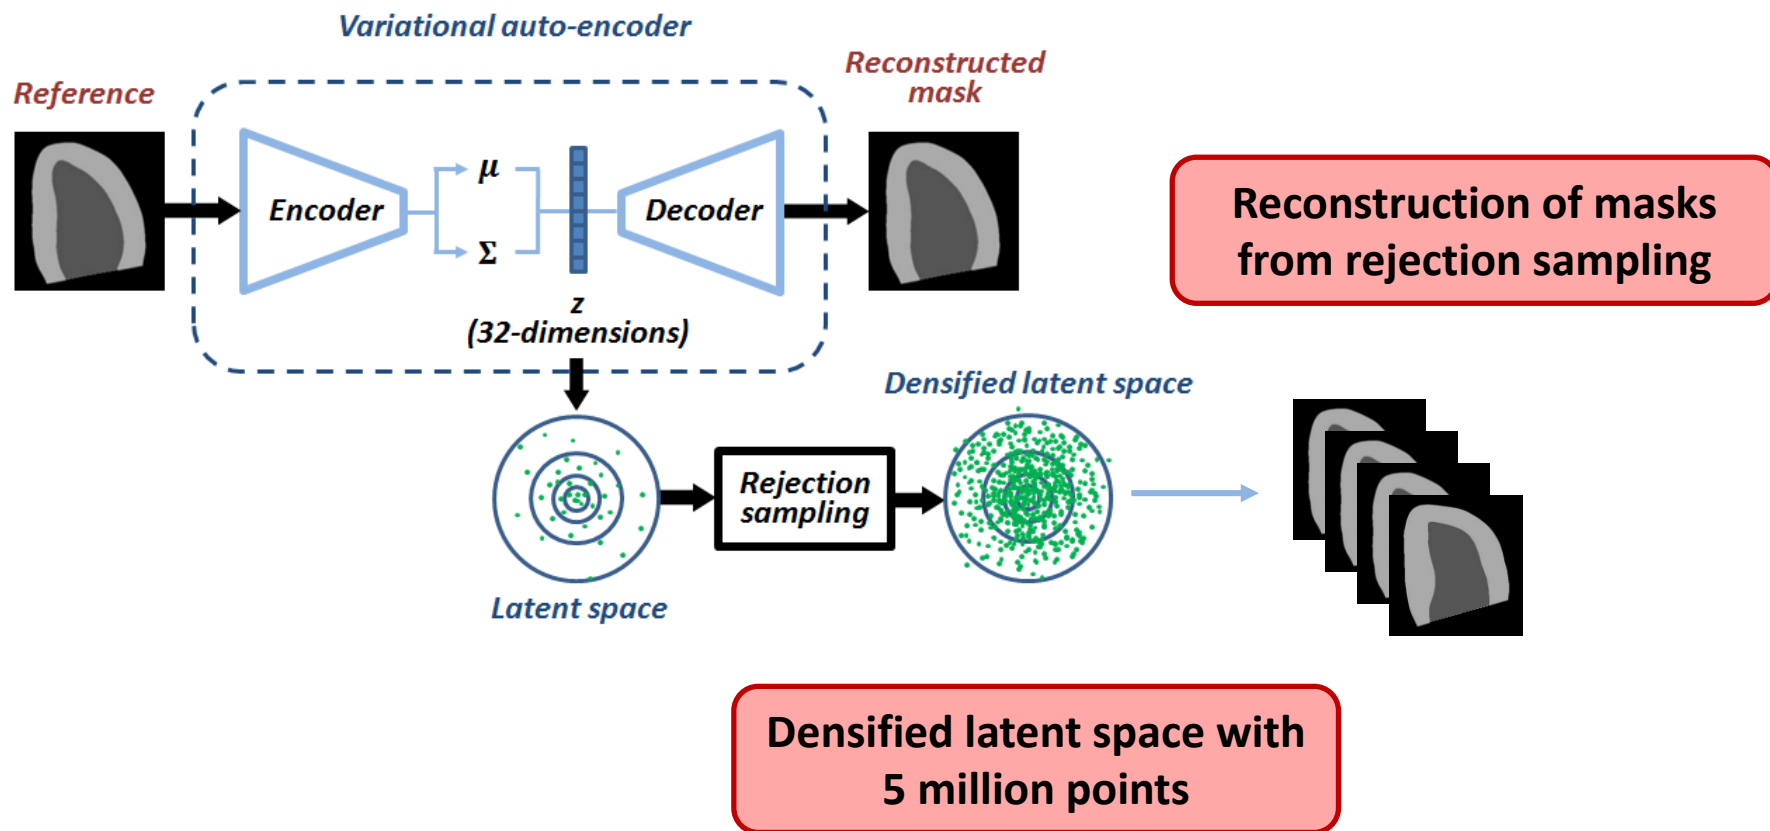 Variational auto-encoder
Reference
Reconstructed
mask
Encoder
μ
Σ
Decoder
z
(32-dimensions)
Reconstruction of masks
from rejection sampling
Densified latent space
Rejection
sampling
Latent space
Densified latent space with
5 million points